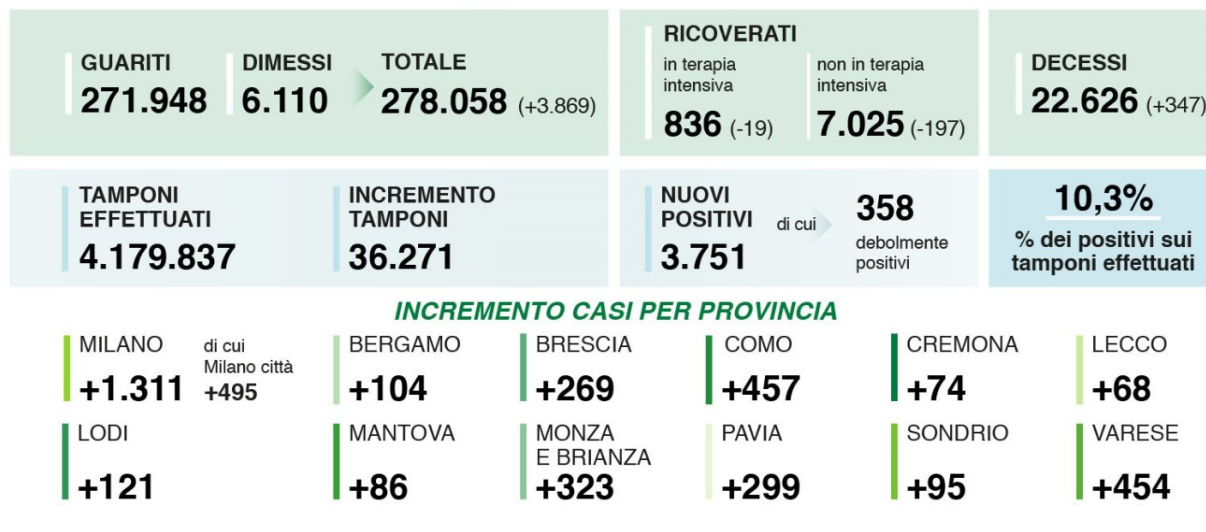 GUARITI
271.948
DIMESSI
6.110
TOTALE
278.058 (+3.869)
RICOVERATI
in terapia
intensiva
836 (-19)
non in terapia
intensiva
7.025 (-197)
DECESSI
22.626 (+347)
TAMPONI
EFFETTUATI
4.179.837
INCREMENTO
TAMPONI
36.271
NUOVI
POSITIVI
3.751
di cui
358
debolmente
positivi
10,3%
% dei positivi sui
tamponi effettuati
INCREMENTO CASI PER PROVINCIA
MILANO
+1.311
di cui
Milano città
+495
BERGAMO
+104
BRESCIA
+269
COMO
+457
CREMONA
+74
LECCO
+68
LODI
+121
MANTOVA
+86
MONZA
E BRIANZA
+323
PAVIA
+299
SONDRIO
+95
VARESE
+454